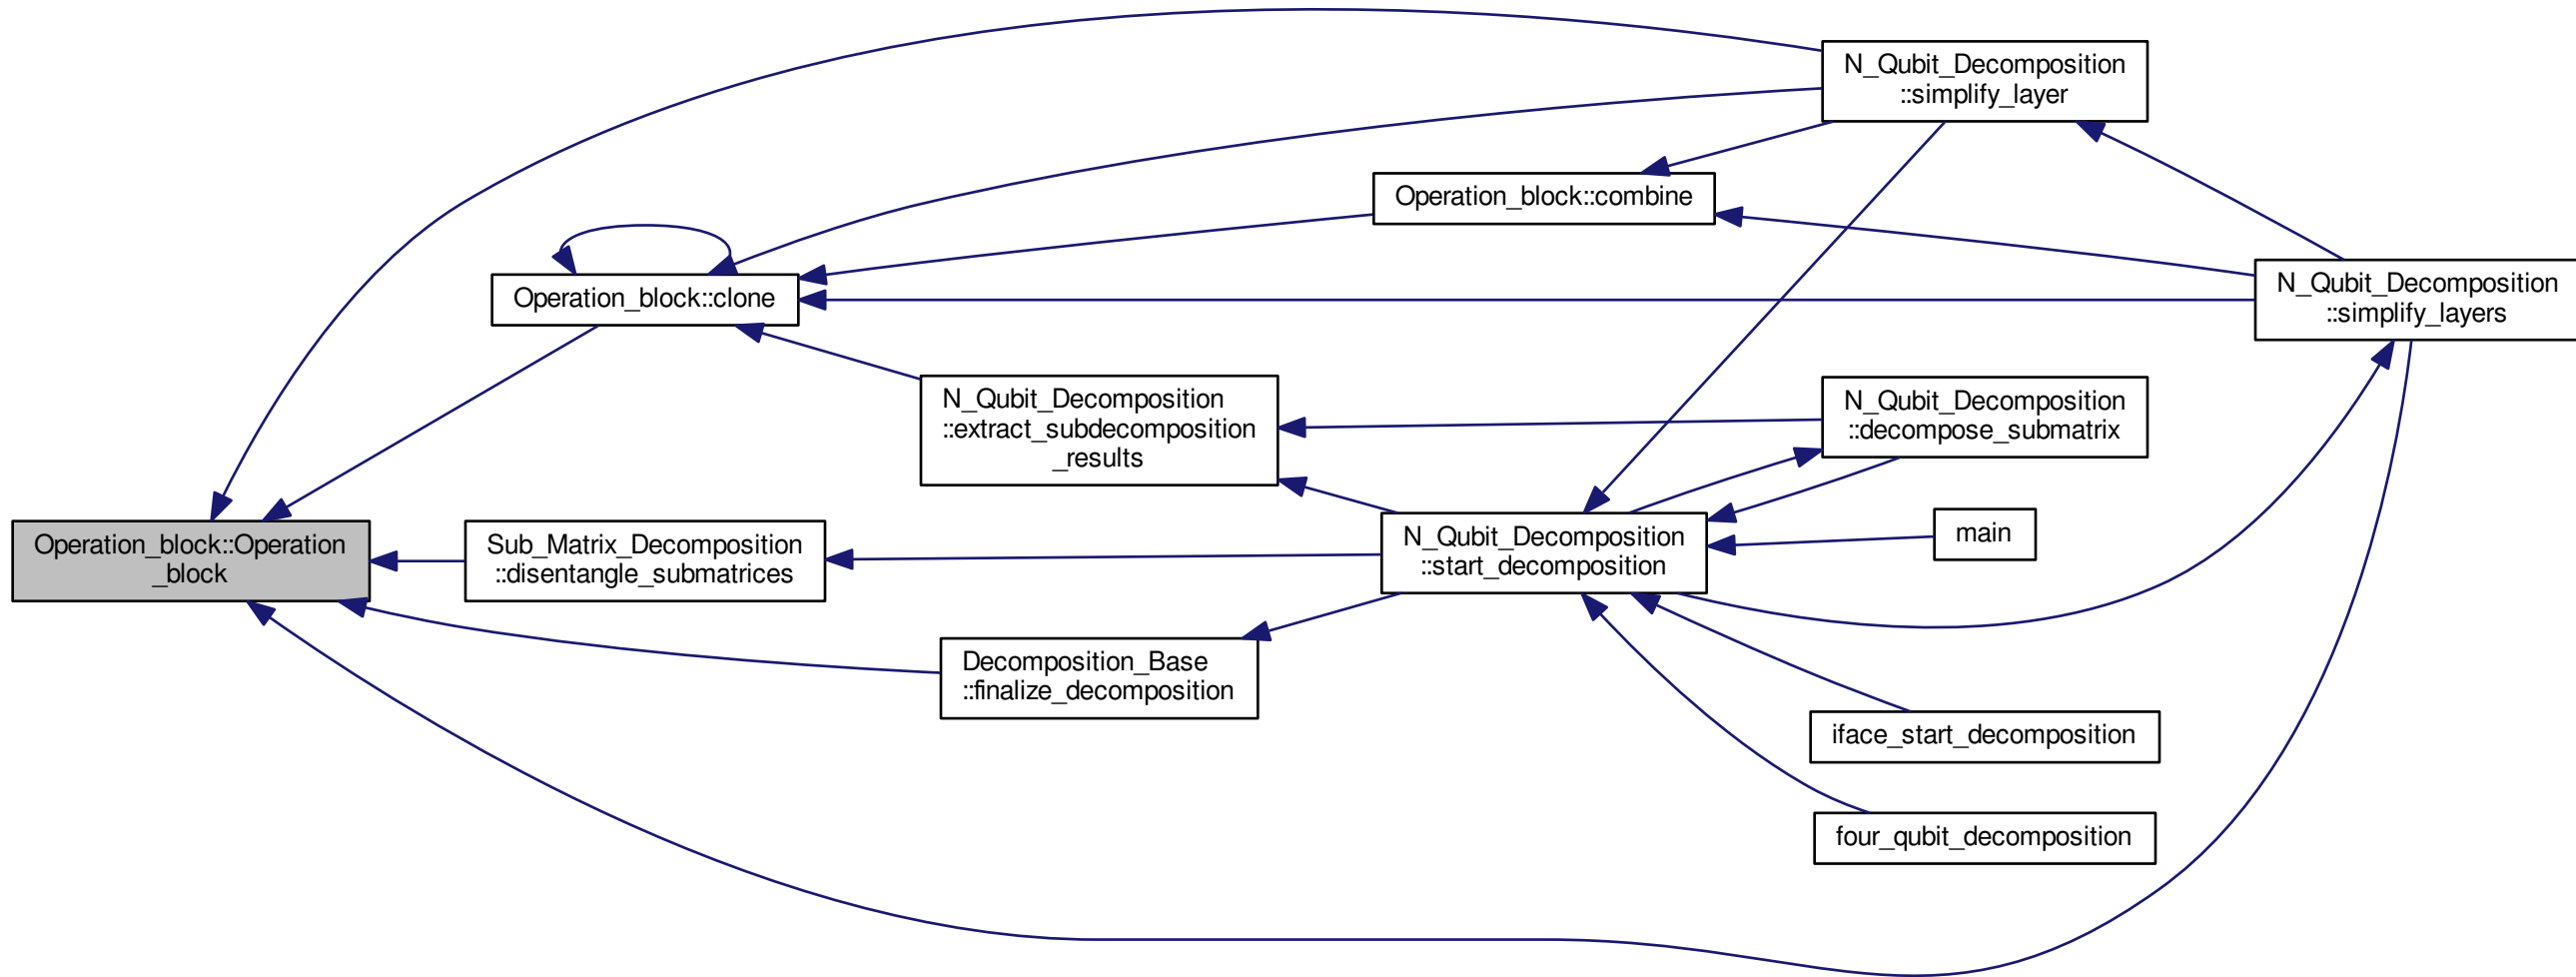 N_Qubit_Decomposition
::simplify_layer
Operation_block::combine
Operation_block::clone
N_Qubit_Decomposition
::simplify_layers
N_Qubit_Decomposition
::extract_subdecomposition
_results
N_Qubit_Decomposition
::decompose_submatrix
Operation_block::Operation
_block
Sub_Matrix_Decomposition
::disentangle_submatrices
N_Qubit_Decomposition
::start_decomposition
main
Decomposition_Base
::finalize_decomposition
iface_start_decomposition
four_qubit_decomposition